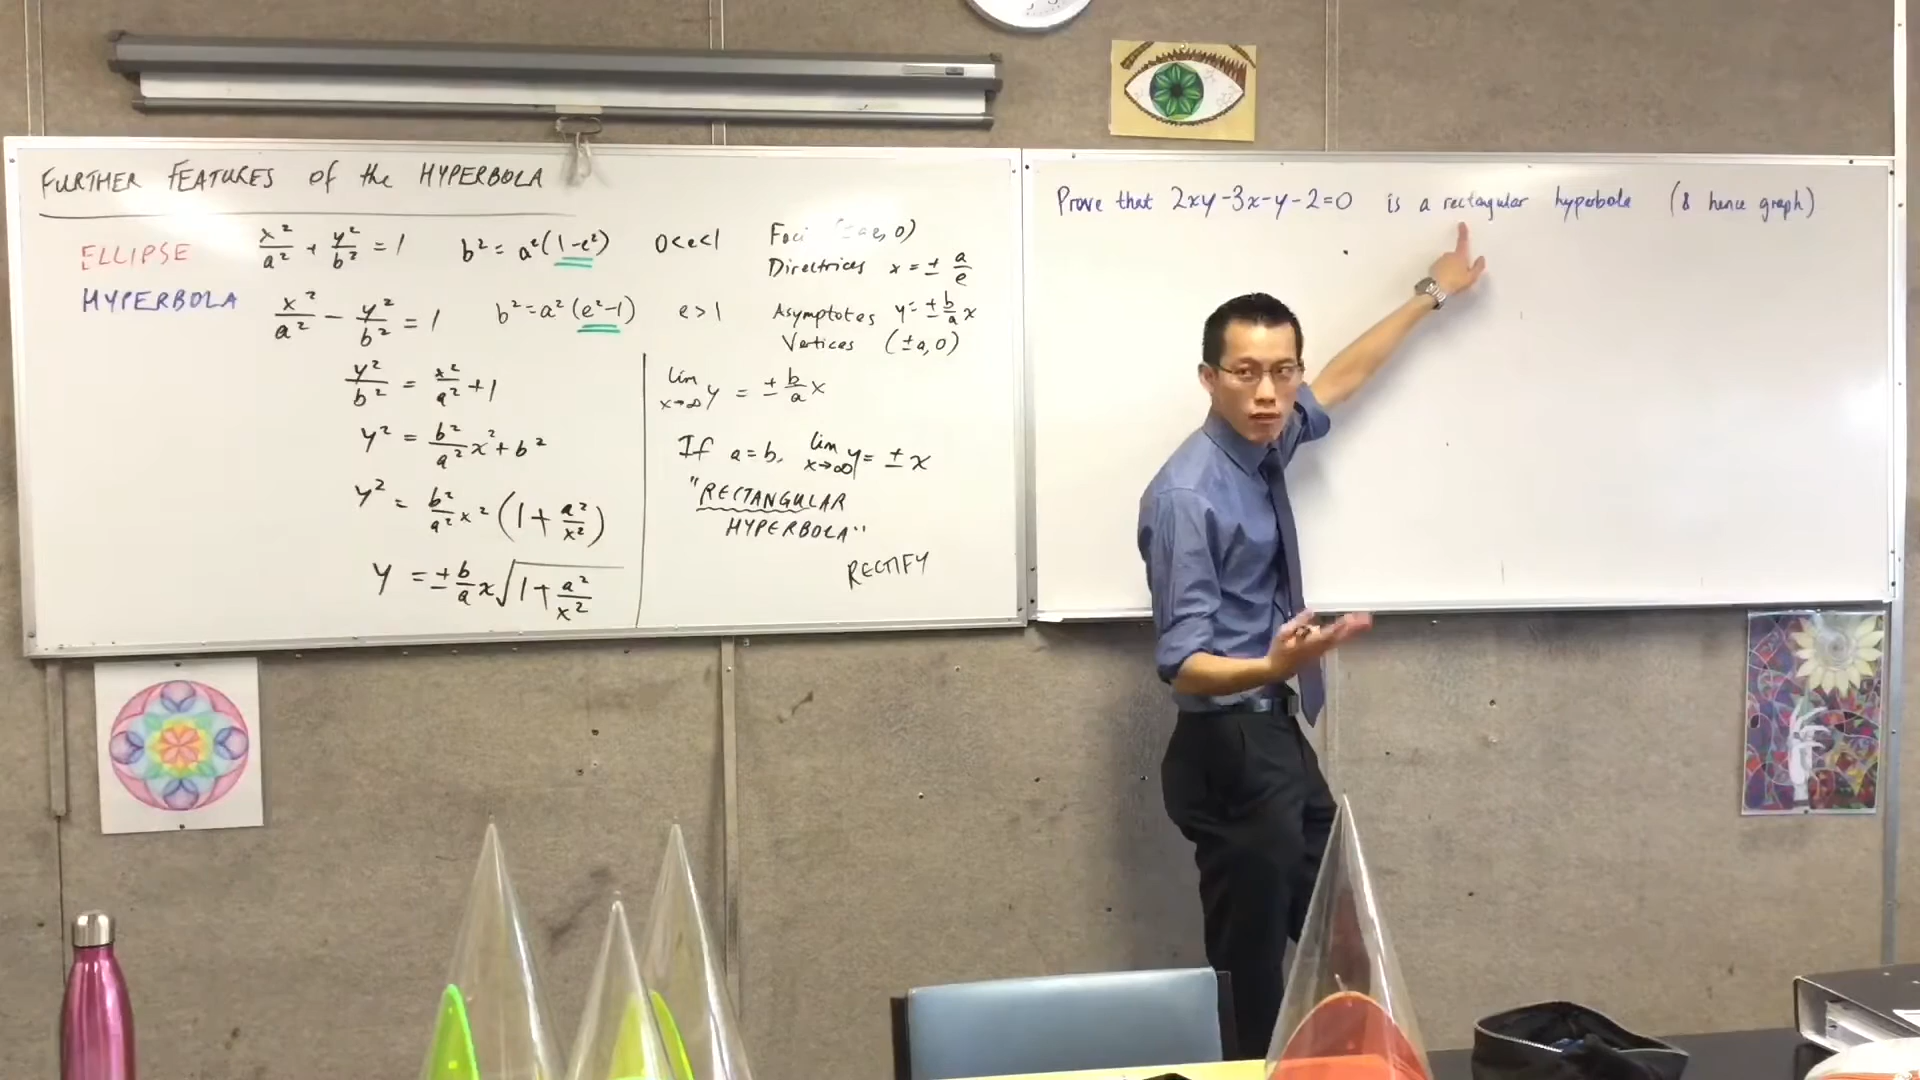 FURTHER FEATURES of the HYPERBOLA
ELLIPSE x²/a² + y²/b² = 1 b² = a²(1-e²) 0<e<1
HYPERBOLA x²/a² - y²/b² = 1 b² = a²(e²-1) e>1
y²/b² = x²/a² + 1
y² = b²/a² x² + b²
y² = b²/a² x² (1 + a²/x²)
y = ± b/a x √(1 + a²/x²)
Foci (±ae, 0)
Directrices x = ± a/e
Asymptotes y = ± b/a x
Vertices (±a, 0)
lim x→∞ y = ± b/a x
If a=b, lim x→∞ y = ± x
"RECTANGULAR
HYPERBOLA"
RECTIFY
Prove that 2xy-3x-y-2=0 is a rectangular hyperbola (& hence graph)